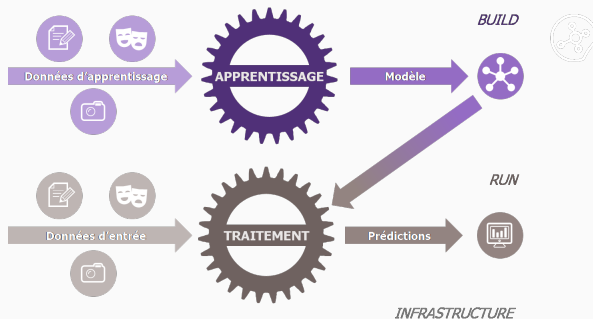 BUILD
Données d'apprentissage
APPRENTISSAGE
Modèle
RUN
Données d'entrée
TRAITEMENT
Prédictions
INFRASTRUCTURE